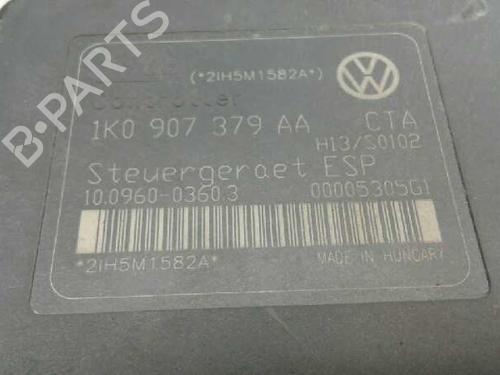 (*2IH5M1582A*)
Controller
1K0 907 379 AA CTA
H13/S0102
Steuergeraet ESP
10.0960-0360.3 00005305G1
*2IH5M1582A* MADE IN HUNGARY